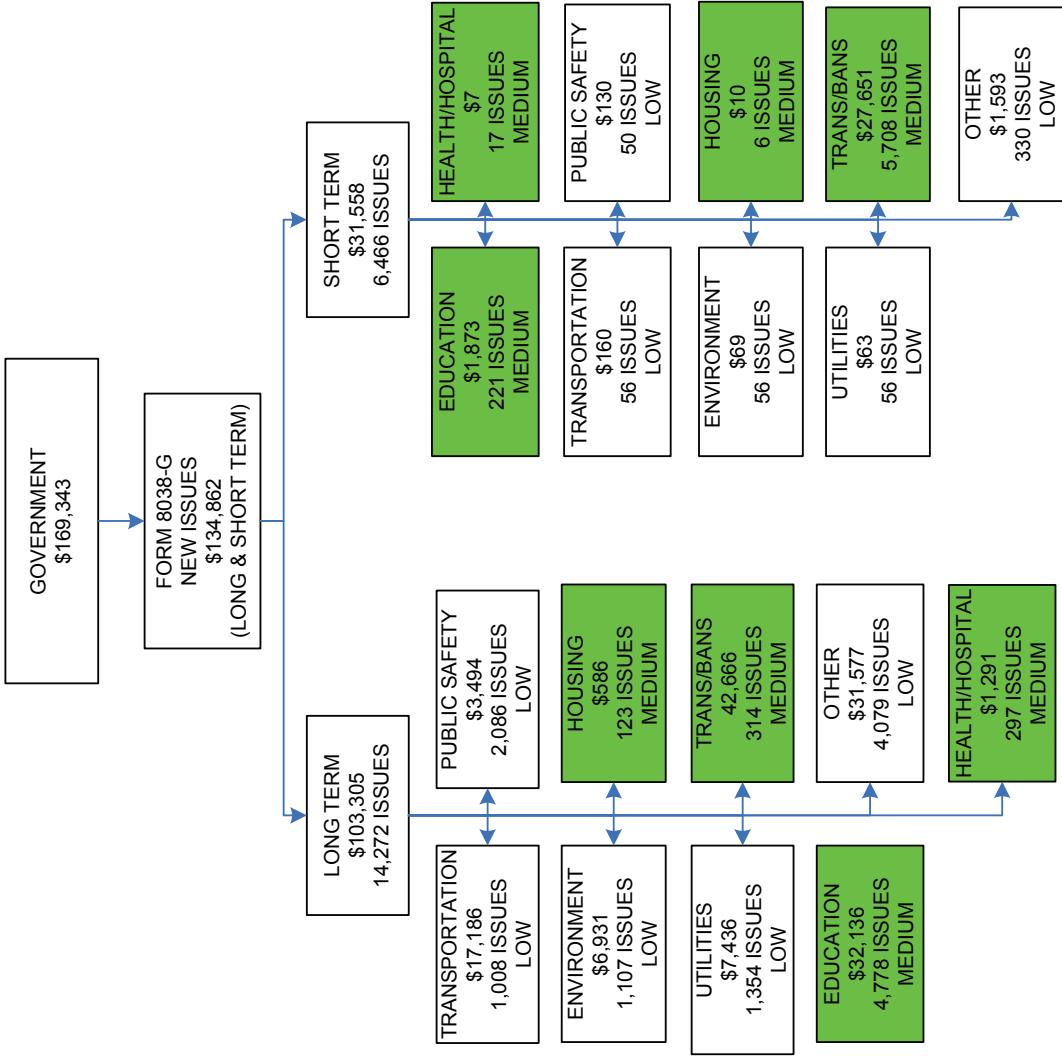 GOVERNMENT
$169,343
FORM 8038-G
NEW ISSUES
$134,862
(LONG & SHORT TERM)
LONG TERM
$103,305
14,272 ISSUES
SHORT TERM
$31,558
6,466 ISSUES
TRANSPORTATION
$17,186
1,008 ISSUES
LOW
PUBLIC SAFETY
$3,494
2,086 ISSUES
LOW
ENVIRONMENT
$6,931
1,107 ISSUES
LOW
HOUSING
$586
123 ISSUES
MEDIUM
UTILITIES
$7,436
1,354 ISSUES
LOW
TRANS/BANS
42,666
314 ISSUES
MEDIUM
EDUCATION
$32,136
4,778 ISSUES
MEDIUM
OTHER
$31,577
4,079 ISSUES
LOW
HEALTH/HOSPITAL
$1,291
297 ISSUES
MEDIUM
EDUCATION
$1,873
221 ISSUES
MEDIUM
HEALTH/HOSPITAL
$7
17 ISSUES
MEDIUM
TRANSPORTATION
$160
56 ISSUES
LOW
PUBLIC SAFETY
$130
50 ISSUES
LOW
ENVIRONMENT
$69
56 ISSUES
LOW
HOUSING
$10
6 ISSUES
MEDIUM
UTILITIES
$63
56 ISSUES
LOW
TRANS/BANS
$27,651
5,708 ISSUES
MEDIUM
OTHER
$1,593
330 ISSUES
LOW